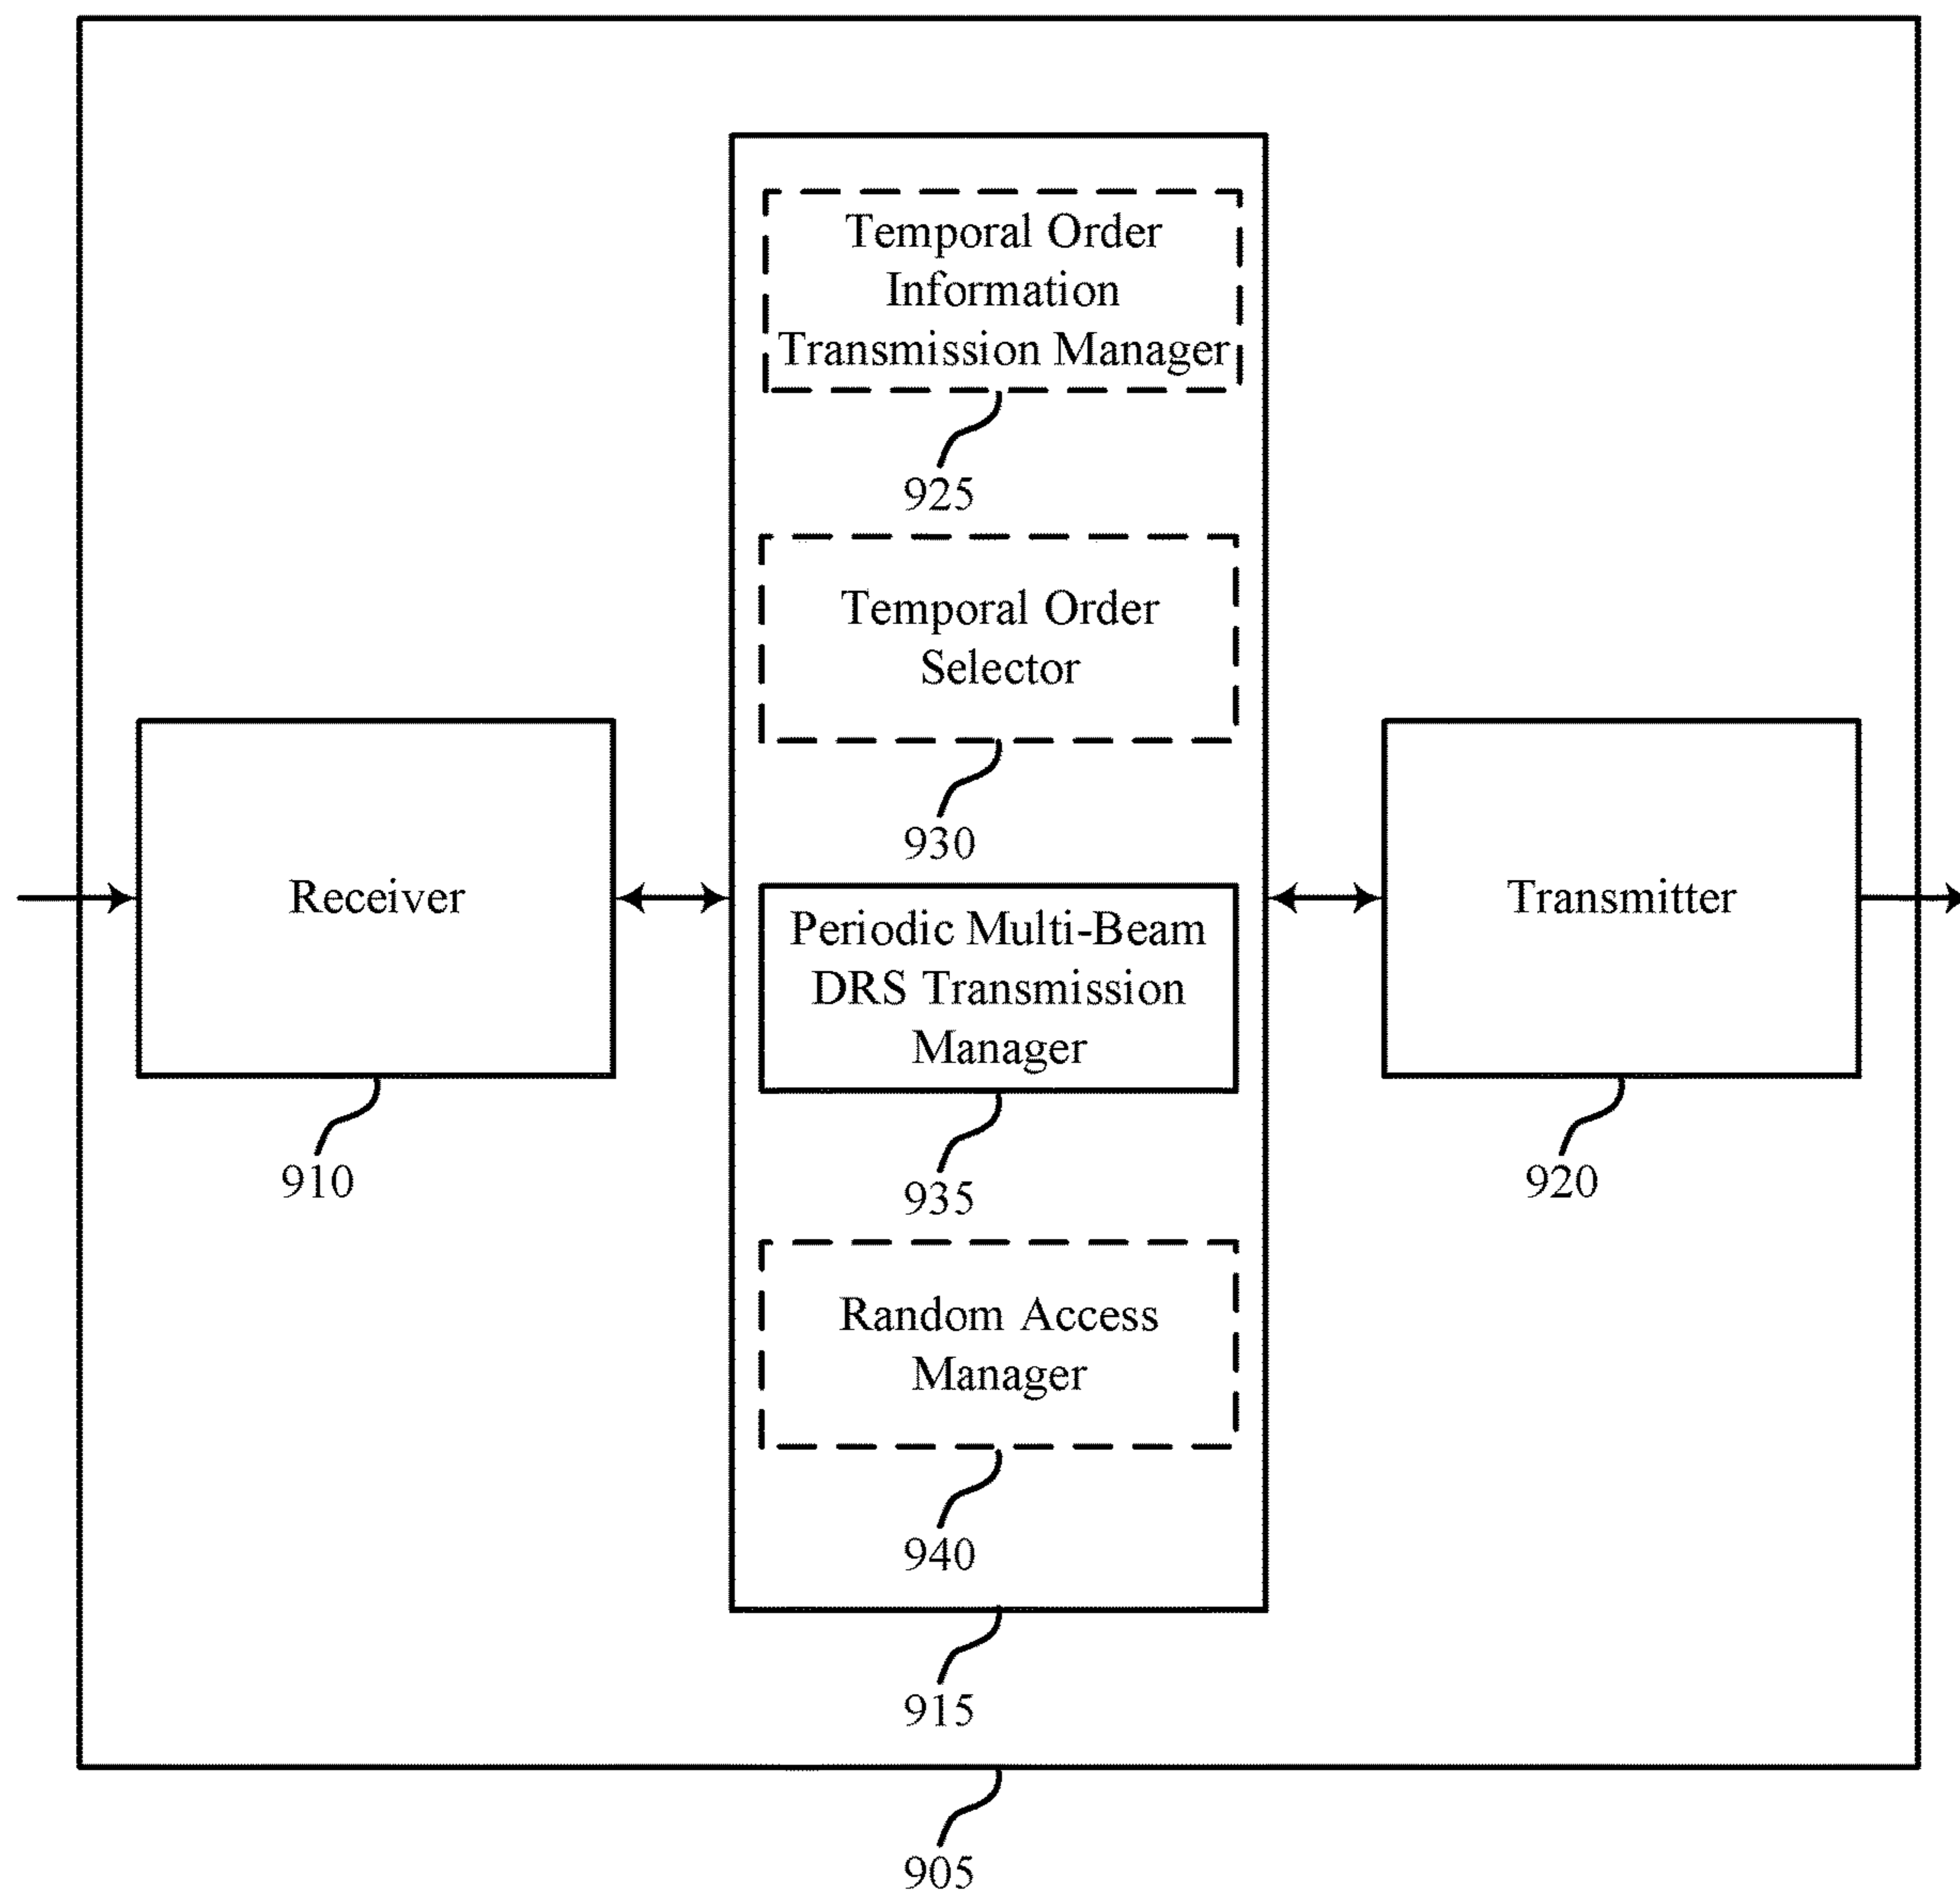 Temporal Order
Information
Transmission Manager
925
Temporal Order
Selector
930
Receiver
910
Periodic Multi-Beam
DRS Transmission
Manager
935
Transmitter
920
Random Access
Manager
940
915
905